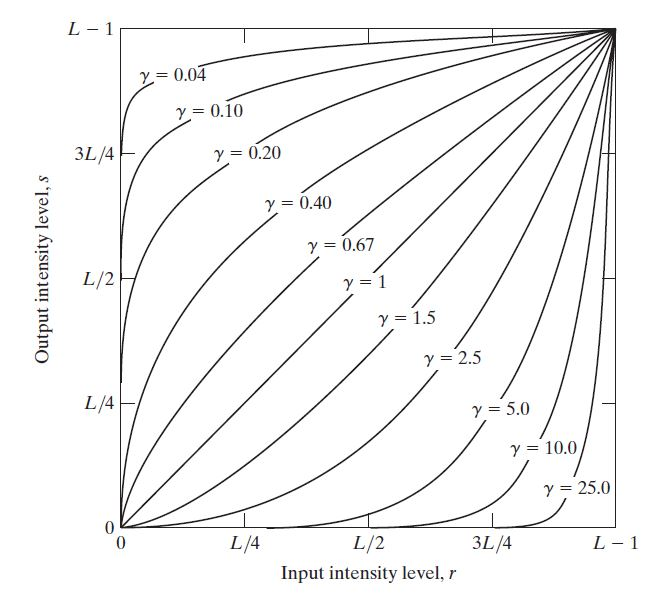 L − 1
γ = 0.04
γ = 0.10
3L/4
γ = 0.20
γ = 0.40
γ = 0.67
L/2
γ = 1
γ = 1.5
γ = 2.5
L/4
γ = 5.0
γ = 10.0
γ = 25.0
0
Output intensity level, s
0 L/4 L/2 3L/4 L − 1
Input intensity level, r